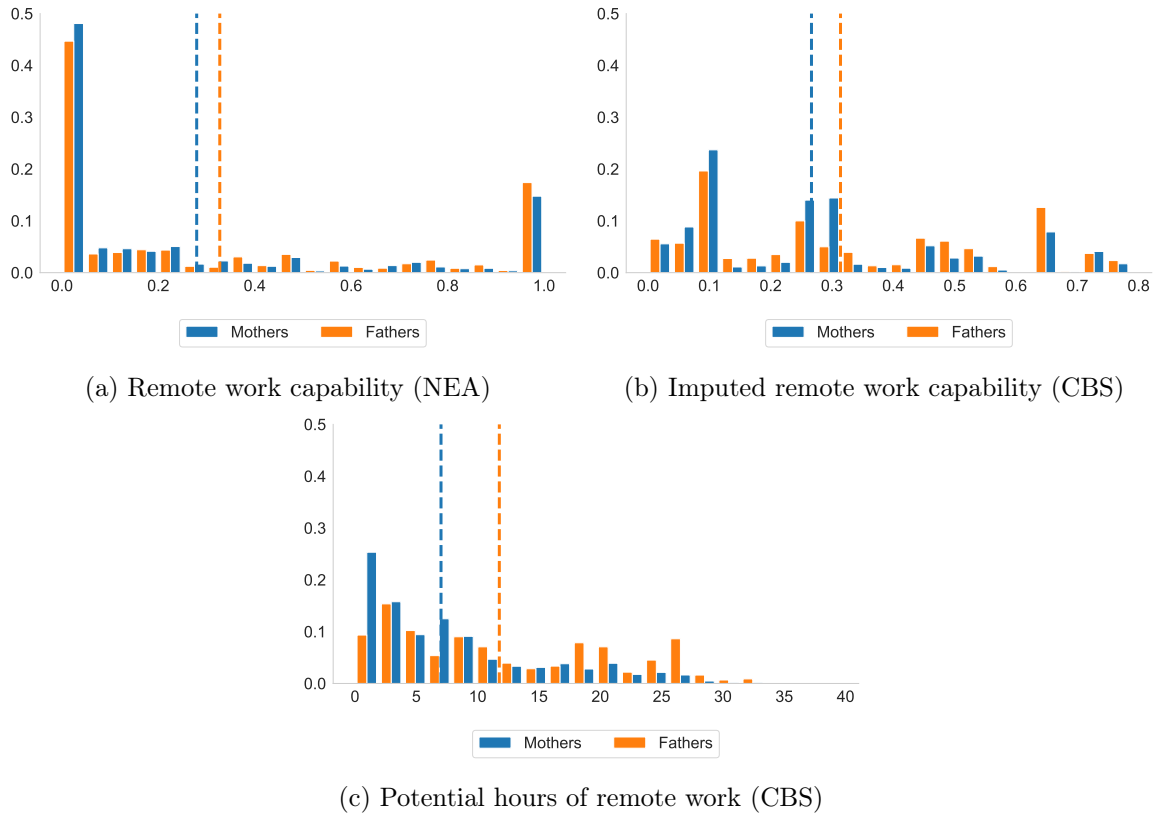 0.5
0.4
0.3
0.2
0.1
0.0
0.0 0.2 0.4 0.6 0.8 1.0
Mothers Fathers
(a) Remote work capability (NEA)
0.5
0.4
0.3
0.2
0.1
0.0
0.0 0.1 0.2 0.3 0.4 0.5 0.6 0.7 0.8
Mothers Fathers
(b) Imputed remote work capability (CBS)
0.5
0.4
0.3
0.2
0.1
0.0
0 5 10 15 20 25 30 35 40
Mothers Fathers
(c) Potential hours of remote work (CBS)